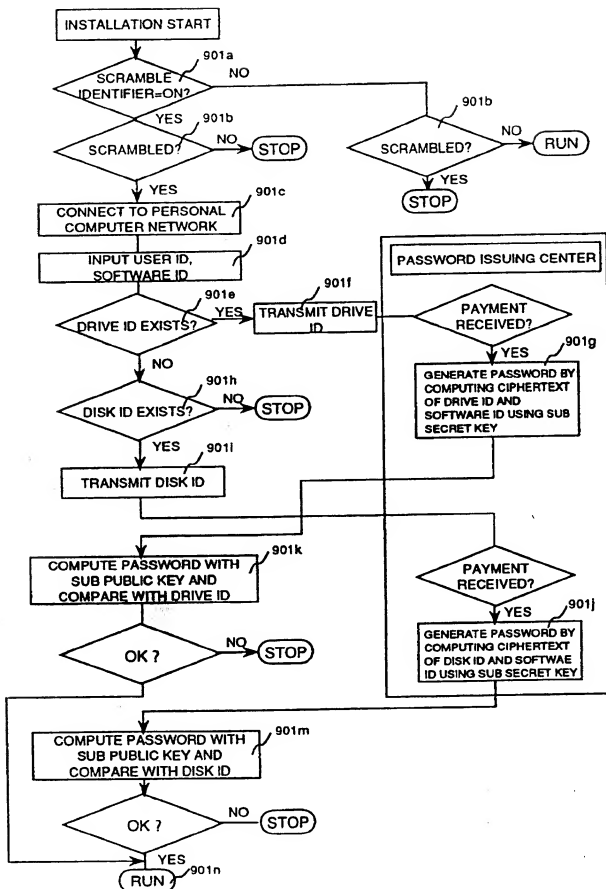 INSTALLATION START
901a
SCRAMBLE
IDENTIFIER=ON?
NO
YES
901b
SCRAMBLED?
NO
STOP
YES
901b
SCRAMBLED?
NO
RUN
YES
STOP
901c
CONNECT TO PERSONAL
COMPUTER NETWORK
901d
INPUT USER ID,
SOFTWARE ID
901e
DRIVE ID EXISTS?
YES
901f
TRANSMIT DRIVE
ID
NO
901h
DISK ID EXISTS?
NO
STOP
YES
901i
TRANSMIT DISK ID
PASSWORD ISSUING CENTER
PAYMENT
RECEIVED?
YES
901g
GENERATE PASSWORD BY
COMPUTING CIPHERTEXT
OF DRIVE ID AND
SOFTWARE ID USING SUB
SECRET KEY
901k
COMPUTE PASSWORD WITH
SUB PUBLIC KEY AND
COMPARE WITH DRIVE ID
OK ?
NO
STOP
PAYMENT
RECEIVED?
YES
901j
GENERATE PASSWORD BY
COMPUTING CIPHERTEXT
OF DISK ID AND SOFTWAE
ID USING SUB SECRET KEY
901m
COMPUTE PASSWORD WITH
SUB PUBLIC KEY AND
COMPARE WITH DISK ID
OK ?
NO
STOP
YES
RUN
901n